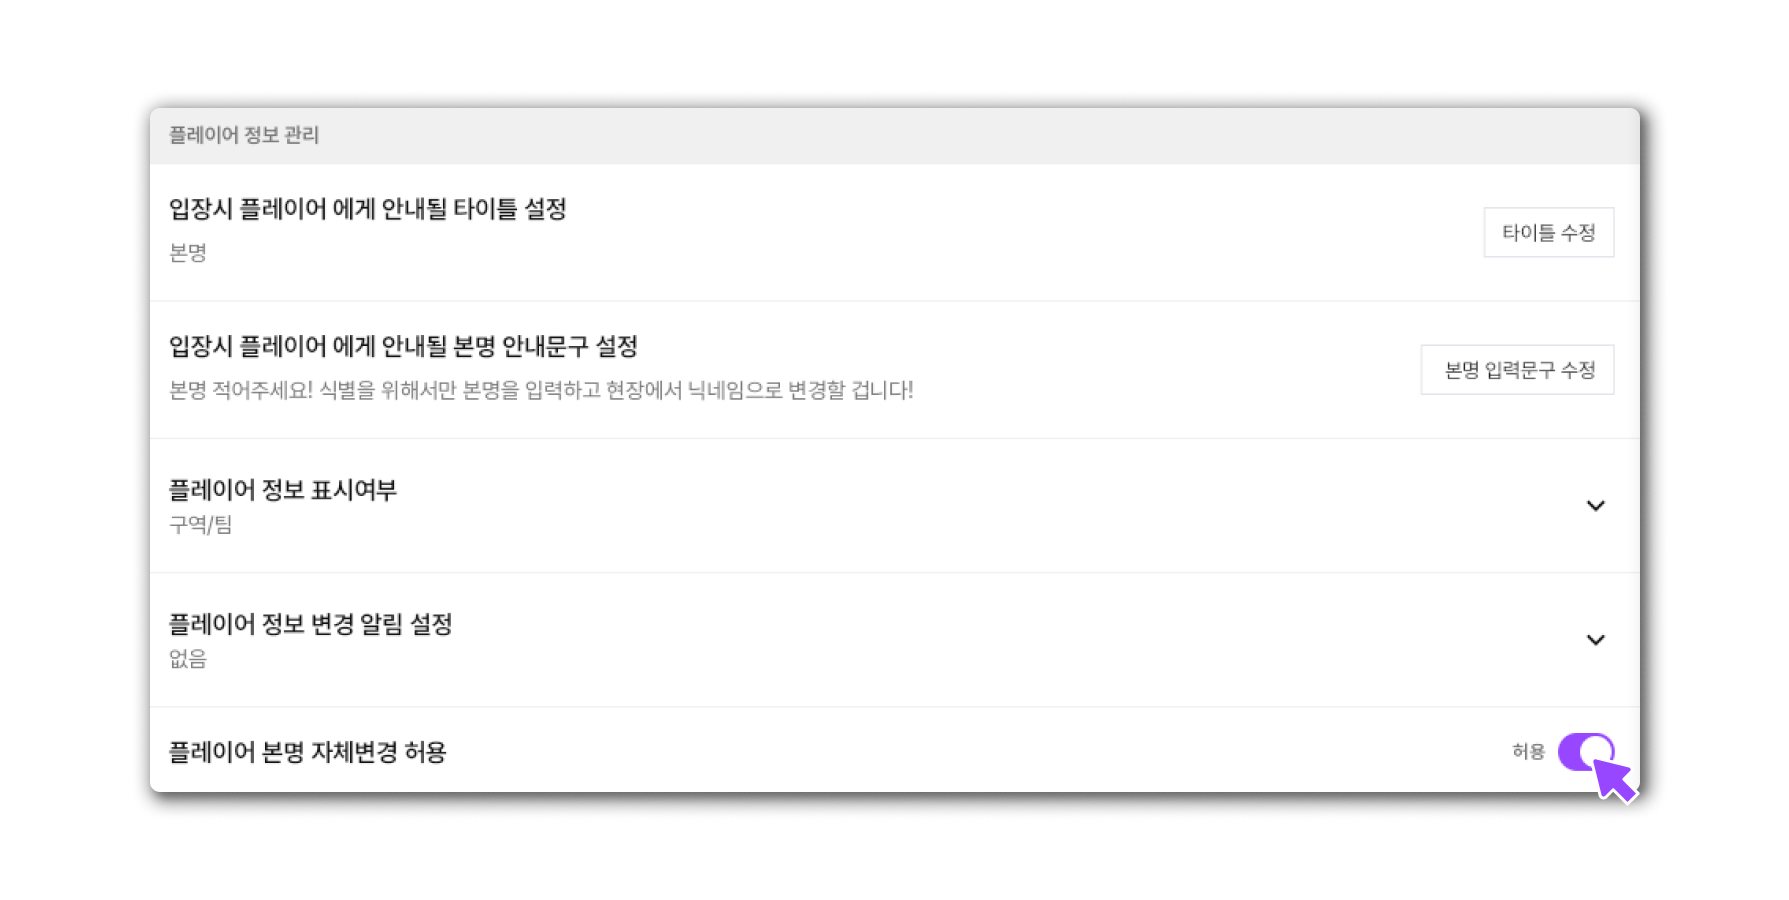 플레이어 정보 관리
입장시 플레이어 에게 안내될 타이틀 설정
타이틀 수정
본명
입장시 플레이어 에게 안내될 본명 안내문구 설정
본명 입력문구 수정
본명 적어주세요! 식별을 위해서만 본명을 입력하고 현장에서 닉네임으로 변경할 겁니다!
플레이어 정보 표시여부
구역/팀
플레이어 정보 변경 알림 설정
없음
플레이어 본명 자체변경 허용
허용